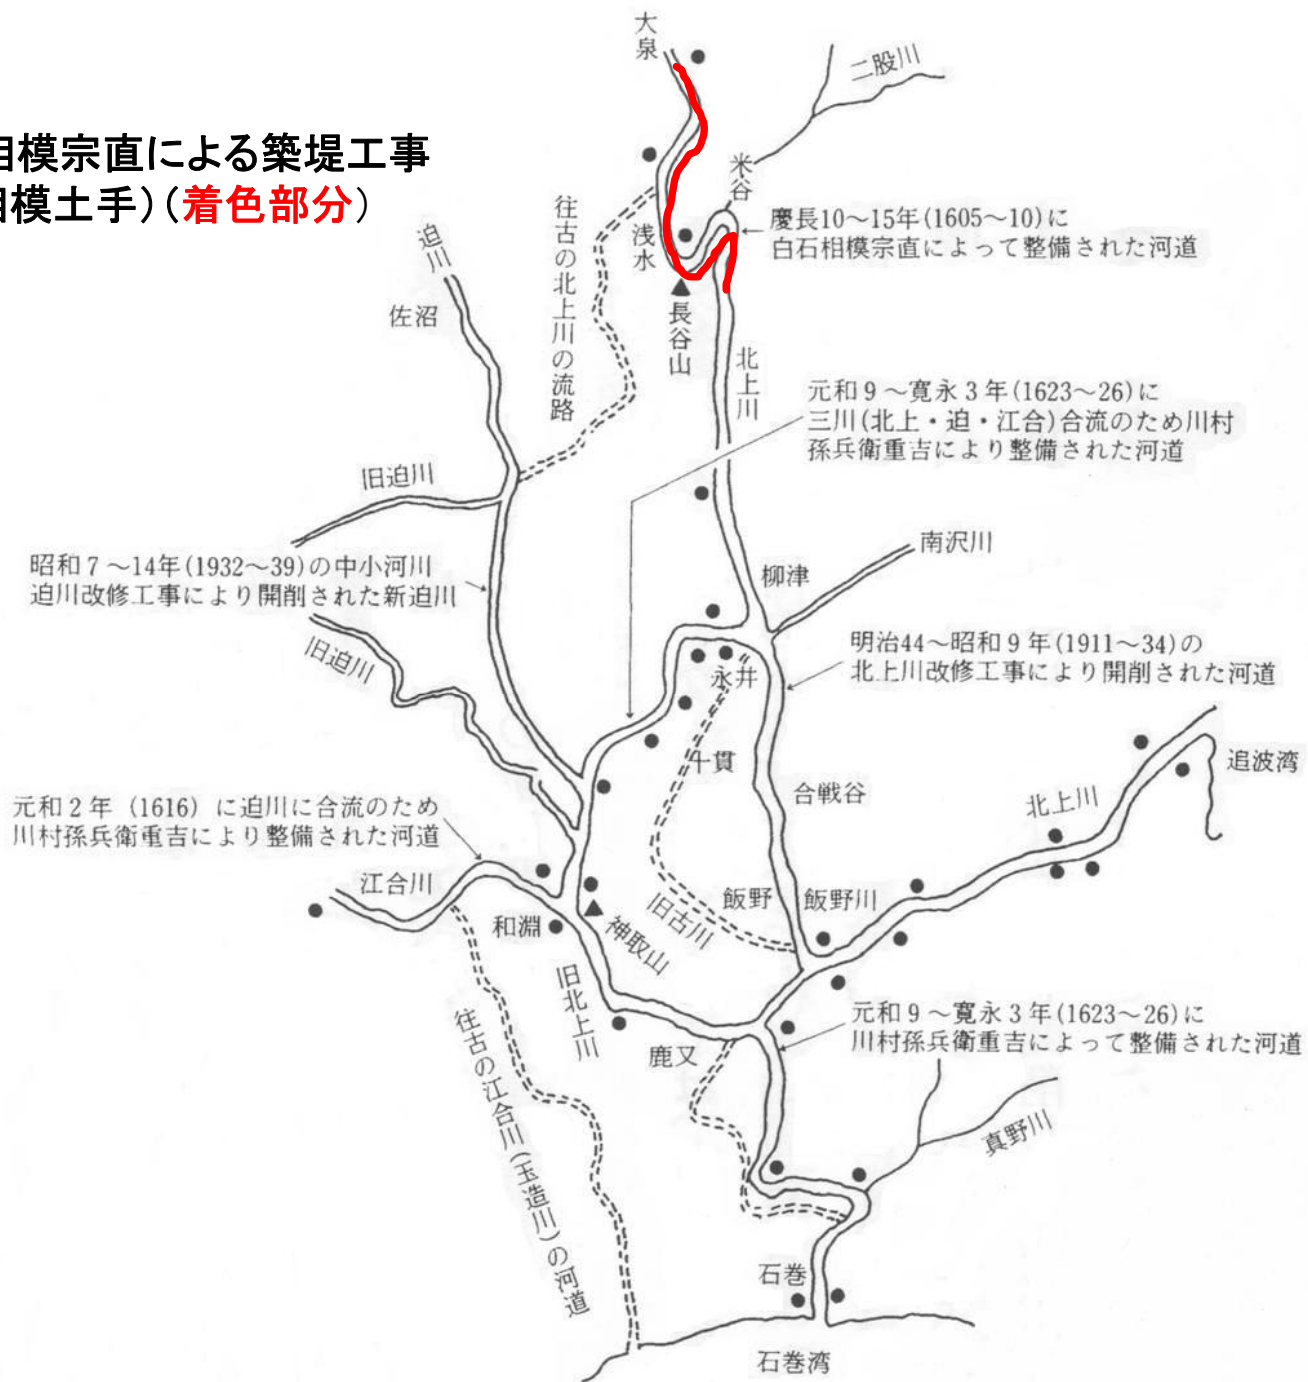 相模宗直による築堤工事
相模土手）（着色部分）
大泉
二股川
米谷
慶長10～15年(1605～10)に
白石相模宗直によって整備された河道
往古の北上川の流路
浅水
迫川
佐沼
長谷山
北上川
元和9～寛永3年(1623～26)に
三川(北上・迫・江合)合流のため川村
孫兵衛重吉により整備された河道
旧迫川
昭和7～14年(1932～39)の中小河川
迫川改修工事により開削された新迫川
南沢川
柳津
旧迫川
明治44～昭和9年(1911～34)の
北上川改修工事により開削された河道
永井
十貫
合戦谷
北上川
追波湾
元和2年 (1616) に迫川に合流のため
川村孫兵衛重吉により整備された河道
江合川
和淵
神取山
旧古川
飯野
飯野川
旧北上川
鹿又
元和9～寛永3年(1623～26)に
川村孫兵衛重吉によって整備された河道
往古の江合川(玉造川)の河道
真野川
石巻
石巻湾